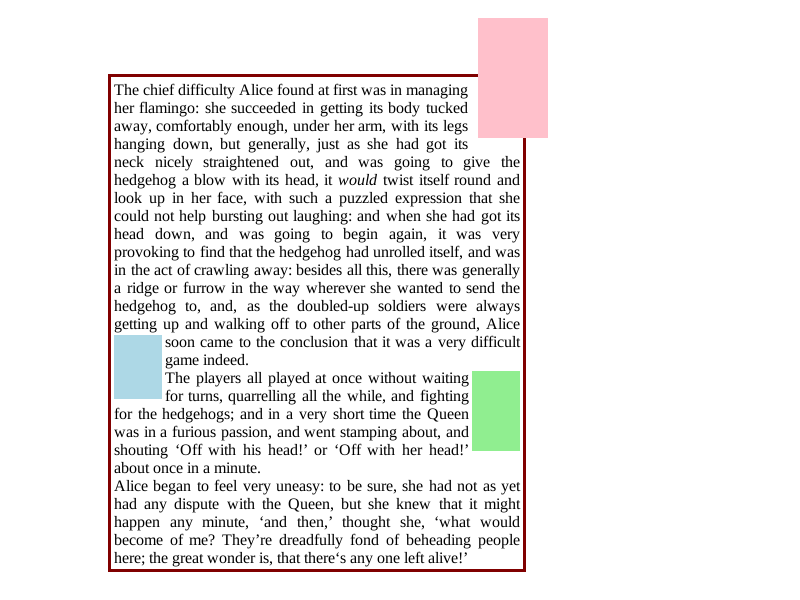 The chief difficulty Alice found at first was in managing
her flamingo: she succeeded in getting its body tucked
away, comfortably enough, under her arm, with its legs
hanging down, but generally, just as she had got its
neck nicely straightened out, and was going to give the
hedgehog a blow with its head, it would twist itself round and
look up in her face, with such a puzzled expression that she
could not help bursting out laughing: and when she had got its
head down, and was going to begin again, it was very
provoking to find that the hedgehog had unrolled itself, and was
in the act of crawling away: besides all this, there was generally
a ridge or furrow in the way wherever she wanted to send the
hedgehog to, and, as the doubled-up soldiers were always
getting up and walking off to other parts of the ground, Alice
soon came to the conclusion that it was a very difficult
game indeed.
The players all played at once without waiting
for turns, quarrelling all the while, and fighting
for the hedgehogs; and in a very short time the Queen
was in a furious passion, and went stamping about, and
shouting ‘Off with his head!’ or ‘Off with her head!’
about once in a minute.
Alice began to feel very uneasy: to be sure, she had not as yet
had any dispute with the Queen, but she knew that it might
happen any minute, ‘and then,’ thought she, ‘what would
become of me? They’re dreadfully fond of beheading people
here; the great wonder is, that there‘s any one left alive!’